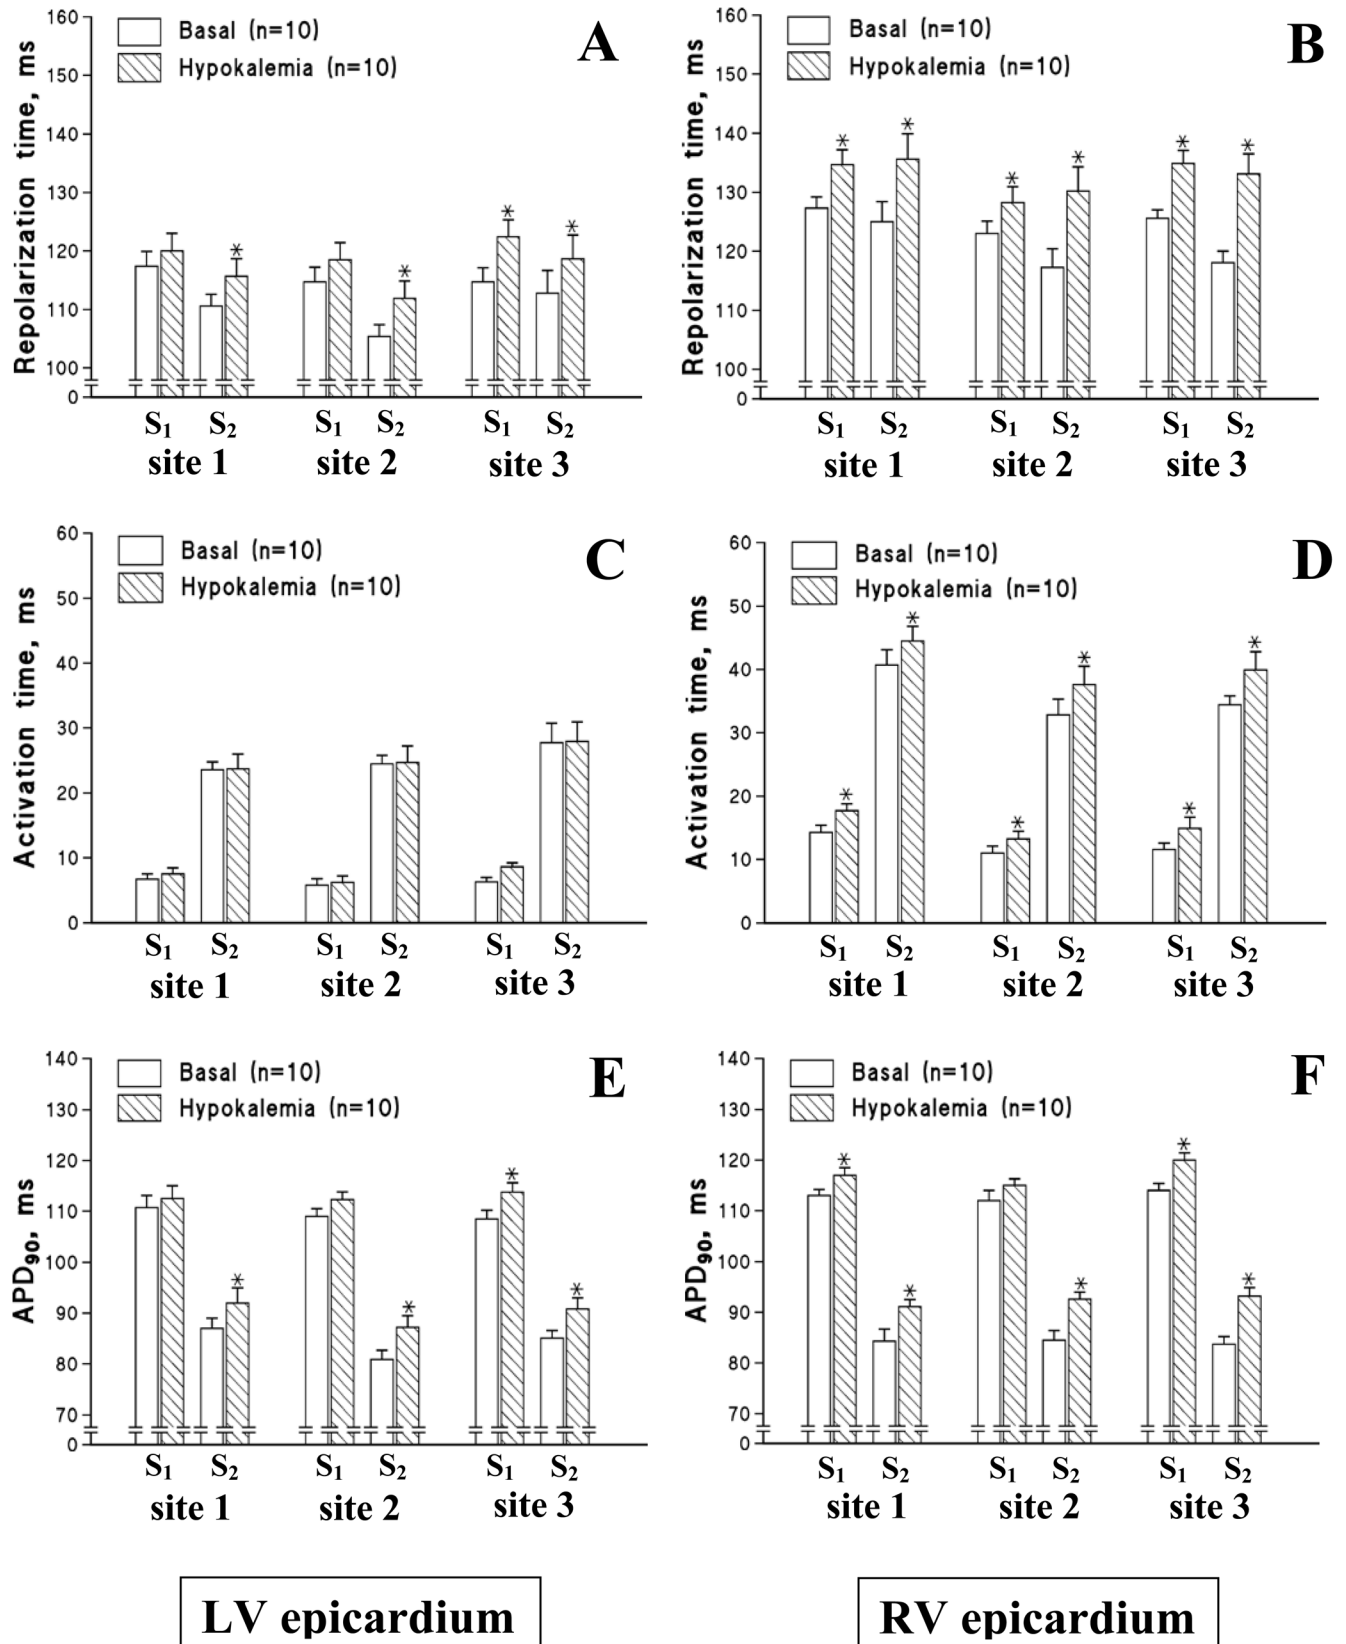 A
Basal (n=10)
Hypokalemia (n=10)
Repolarization time, ms
160
150
140
130
120
110
100
0
*
*
*
*
S₁ S₂ S₁ S₂ S₁ S₂
site 1 site 2 site 3
B
Basal (n=10)
Hypokalemia (n=10)
Repolarization time, ms
160
150
140
130
120
110
100
0
*
*
*
*
*
*
S₁ S₂ S₁ S₂ S₁ S₂
site 1 site 2 site 3
C
Basal (n=10)
Hypokalemia (n=10)
Activation time, ms
60
50
40
30
20
10
0
S₁ S₂ S₁ S₂ S₁ S₂
site 1 site 2 site 3
D
Basal (n=10)
Hypokalemia (n=10)
Activation time, ms
60
50
40
30
20
10
0
*
*
*
*
*
*
S₁ S₂ S₁ S₂ S₁ S₂
site 1 site 2 site 3
E
Basal (n=10)
Hypokalemia (n=10)
APD₉₀, ms
140
130
120
110
100
90
80
70
0
*
*
*
*
S₁ S₂ S₁ S₂ S₁ S₂
site 1 site 2 site 3
F
Basal (n=10)
Hypokalemia (n=10)
APD₉₀, ms
140
130
120
110
100
90
80
70
0
*
*
*
*
*
S₁ S₂ S₁ S₂ S₁ S₂
site 1 site 2 site 3
LV epicardium
RV epicardium